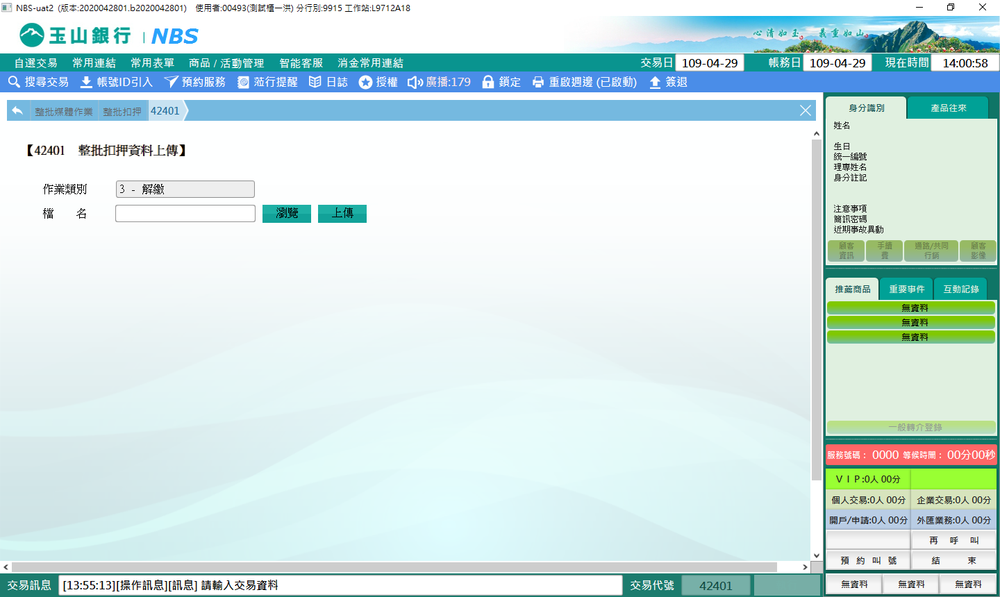 NBS-uat2 (版本:2020042801.b2020042801) 使用者:00493(測試櫃一洪) 分行別:9915 工作站:L9712A18
玉山銀行 | NBS
心清如玉。義重如山。
自選交易 常用連結 常用表單 商品 / 活動管理 智能客服 消金常用連結 交易日 109-04-29 帳務日 109-04-29 現在時間 14:00:58
搜尋交易 帳號ID引入 預約服務 蒞行提醒 日誌 授權 廣播:179 鎖定 重啟週邊 (已啟動) 簽退
整批媒體作業 整批扣押 42401
【42401 整批扣押資料上傳】
作業類別 3 - 解繳
檔 名 瀏覽 上傳
身分識別 產品往來
姓名
生日
統一編號
理專姓名
身分註記
注意事項
簡訊密碼
近期事故異動
顧客資訊 手續費 通路/共同行銷 顧客影像
推薦商品 重要事件 互動記錄
無資料
無資料
無資料
一般轉介登錄
服務號碼: 0000 等候時間: 00分00秒
VIP:0人 00分
個人交易:0人 00分 企業交易:0人 00分
開戶/申請:0人 00分 外匯業務:0人 00分
再 呼 叫
預 約 叫 號 結 束
無資料 無資料 無資料
交易訊息 [13:55:13][操作訊息][訊息] 請輸入交易資料 交易代號 42401